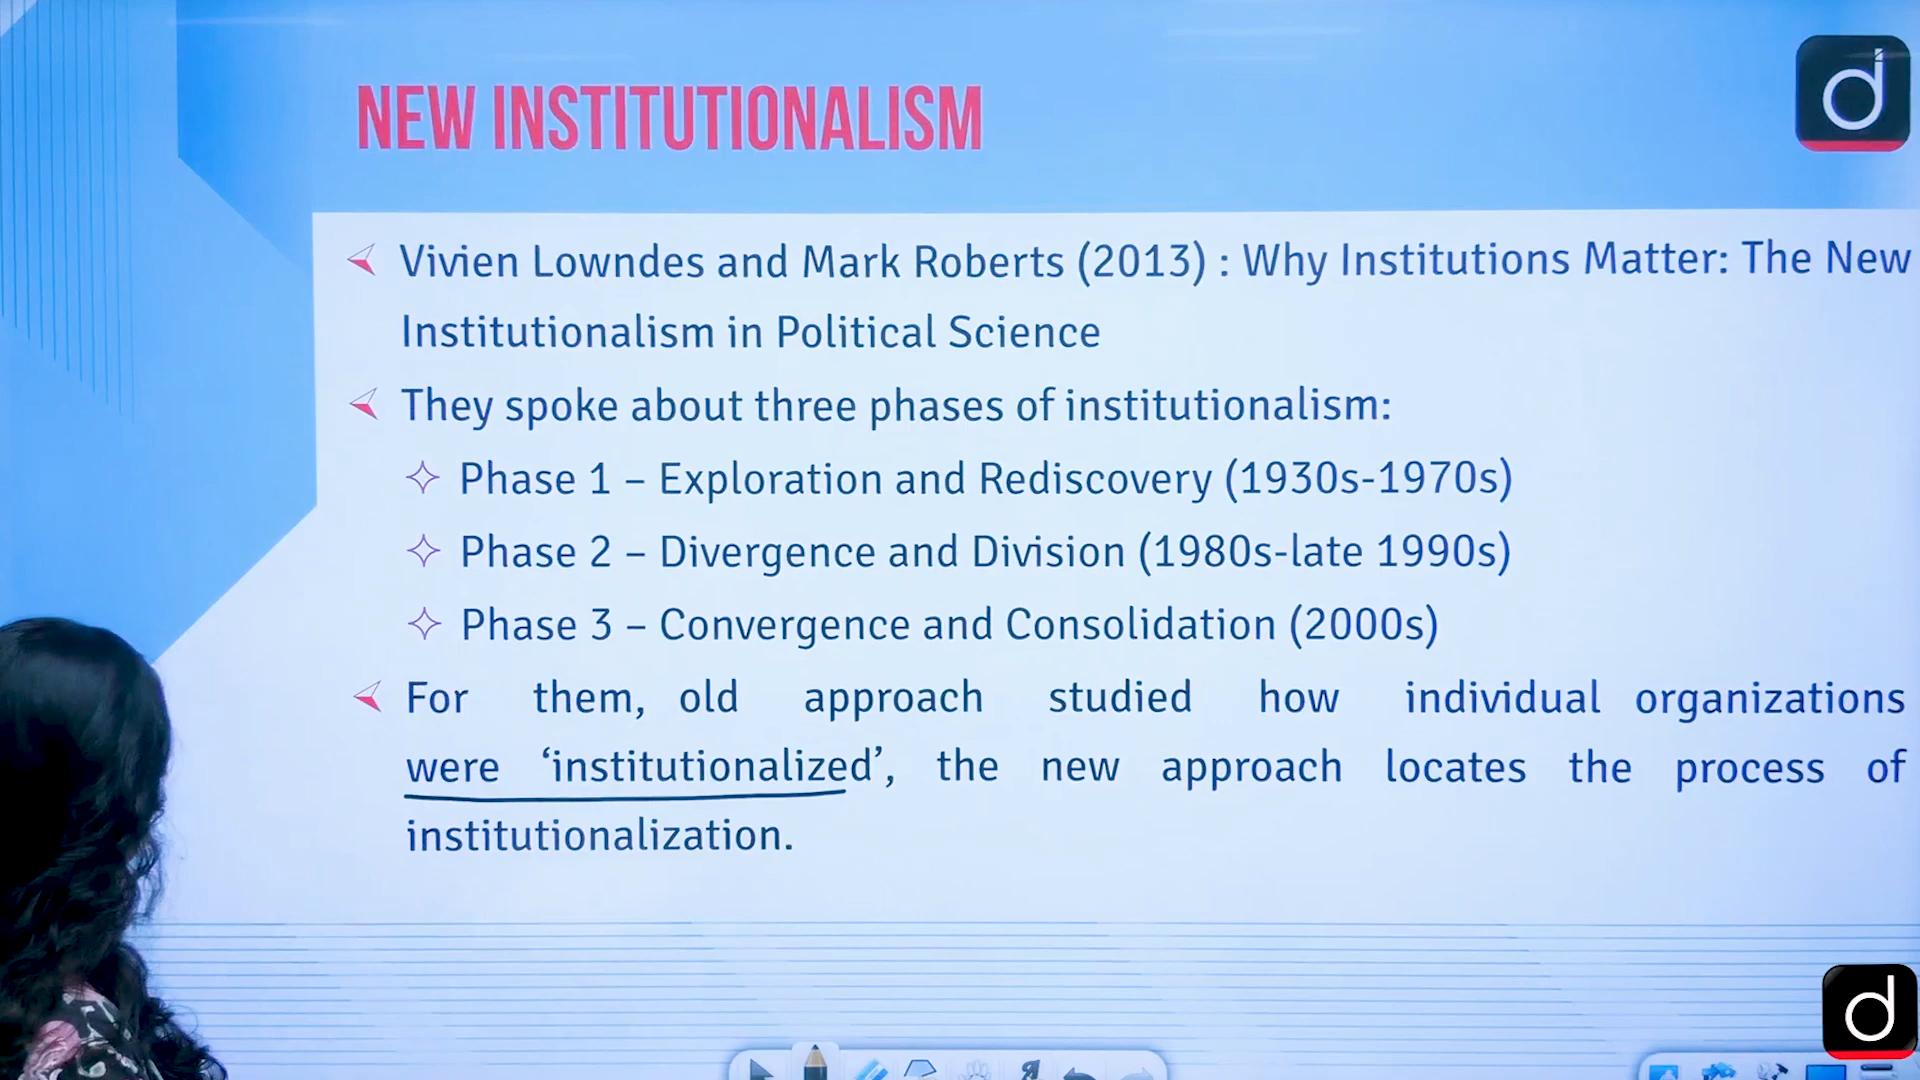 NEW INSTITUTIONALISM
Vivien Lowndes and Mark Roberts (2013) : Why Institutions Matter: The New
Institutionalism in Political Science
They spoke about three phases of institutionalism:
Phase 1 – Exploration and Rediscovery (1930s-1970s)
Phase 2 – Divergence and Division (1980s-late 1990s)
Phase 3 – Convergence and Consolidation (2000s)
For them, old approach studied how individual organizations
were ‘institutionalized’, the new approach locates the process of
institutionalization.
d
d